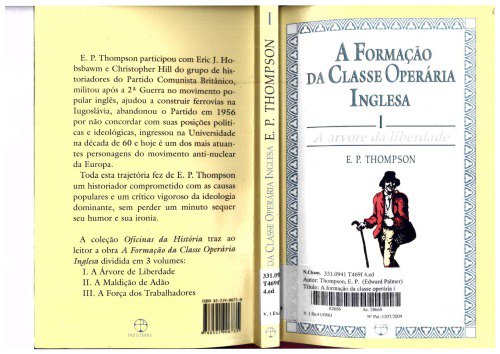 E. P. Thompson participou com Eric J. Ho-
bsbawm e Christopher Hill do grupo de his-
toriadores do Partido Comunista Britânico,
militou após a 2ª Guerra no movimento po-
pular inglês, ajudou a construir ferrovias na
Iugoslávia, abandonou o Partido em 1956
por não concordar com suas posições políti-
cas e ideológicas, ingressou na Universidade
na década de 60 e hoje é um dos mais atuan-
tes personagens do movimento anti-nuclear
da Europa.
Toda esta trajetória fez de E. P. Thompson
um historiador comprometido com as causas
populares e um crítico vigoroso da ideologia
dominante, sem perder um minuto sequer
seu humor e sua ironia.
A coleção Oficinas da História traz ao
leitor a obra A Formação da Classe Operária
Inglesa dividida em 3 volumes:
I. A Árvore de Liberdade
II. A Maldição de Adão
III. A Força dos Trabalhadores
PAZ E TERRA
I
A FORMAÇÃO DA CLASSE OPERÁRIA INGLESA E. P. THOMPSON
331.0941
T469f
4.ed
V. 1
A FORMAÇÃO
DA CLASSE OPERÁRIA
INGLESA
I
A árvore da liberdade
E. P. THOMPSON
N.Cham. 331.0941 T469f 4.ed
Autor: Thompson, E. P. (Edward Palmer)
Título: A formação da classe operária i
Ac. 28660